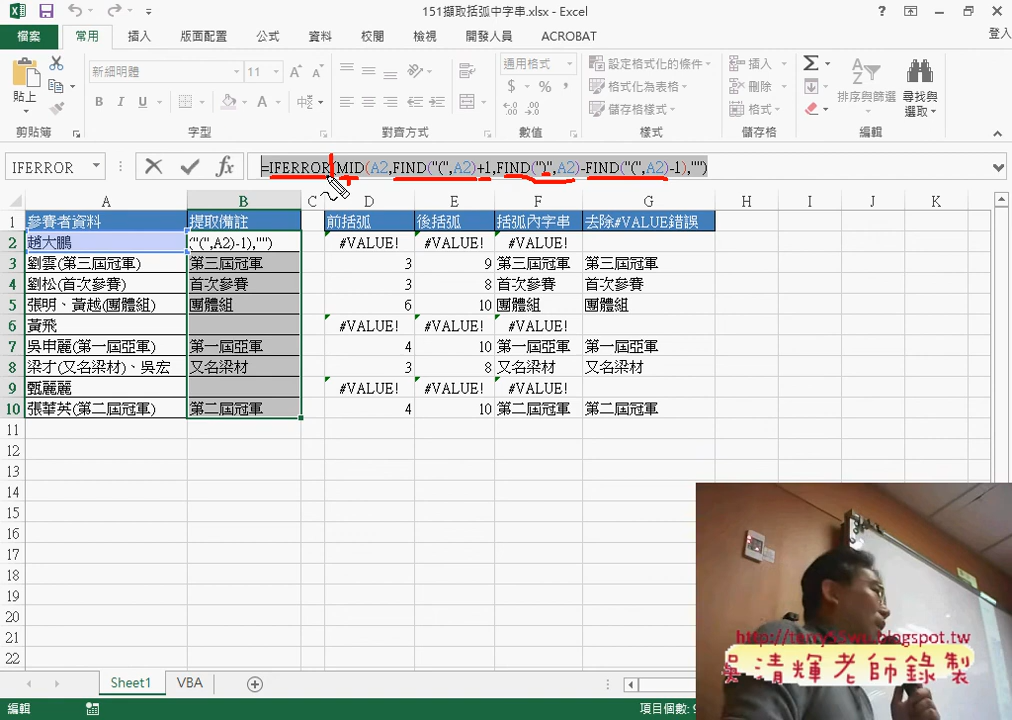 151擷取括弧中字串.xlsx - Excel
檔案 常用 插入 版面配置 公式 資料 校閱 檢視 開發人員 ACROBAT 登入
貼上 新細明體 11 通用格式 設定格式化的條件 插入
B I U A 中 $ % , 格式化為表格 刪除 排序與篩選 尋找與選取
儲存格樣式 格式
剪貼簿 字型 對齊方式 數值 樣式 儲存格 編輯
IFERROR fx =IFERROR(MID(A2,FIND("(",A2)+1,FIND(")",A2)-FIND("(",A2)-1),"")
A B C D E F G H I J K
1 參賽者資料 提取備註 前括弧 後括弧 括弧內字串 去除#VALUE錯誤
2 趙大鵬 ("(",A2)-1),"") #VALUE! #VALUE! #VALUE!
3 劉雲(第三屆冠軍) 第三屆冠軍 3 9 第三屆冠軍 第三屆冠軍
4 劉松(首次參賽) 首次參賽 3 8 首次參賽 首次參賽
5 張明、黃越(團體組) 團體組 6 10 團體組 團體組
6 黃飛 #VALUE! #VALUE! #VALUE!
7 吳申麗(第一屆亞軍) 第一屆亞軍 4 10 第一屆亞軍 第一屆亞軍
8 梁才(又名梁材)、吳宏 又名梁材 3 8 又名梁材 又名梁材
9 甄麗麗 #VALUE! #VALUE! #VALUE!
10 張華英(第二屆冠軍) 第二屆冠軍 4 10 第二屆冠軍 第二屆冠軍
11
12
13
14
15
16
17
18
19
20
21
22
http://terry55wu.blogspot.tw
吳清輝老師錄製
Sheet1 VBA
編輯 項目個數: 9